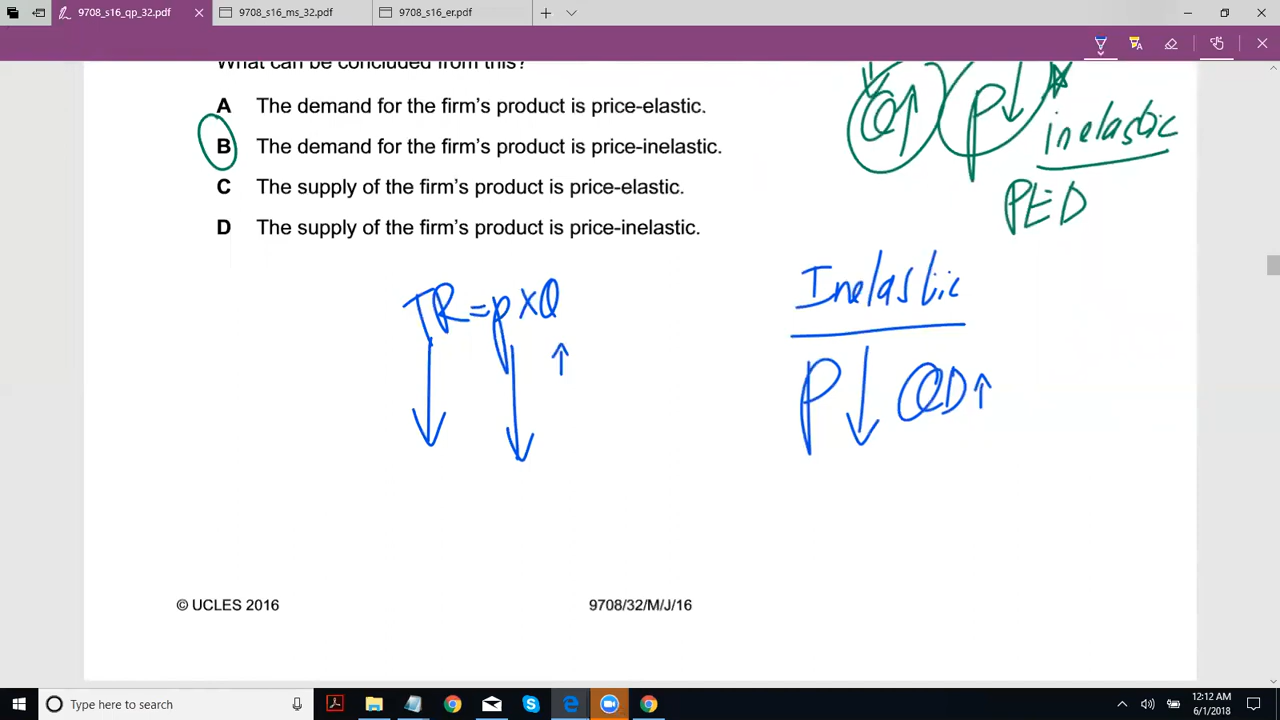 9708_s16_qp_32.pdf
9708_s16_ms_32.pdf
9708_s16_er.pdf
What can be concluded from this?
A The demand for the firm's product is price-elastic.
B The demand for the firm's product is price-inelastic.
C The supply of the firm's product is price-elastic.
D The supply of the firm's product is price-inelastic.
Q↑ P↓
inelastic
PED
TR=p×Q
↓ ↓ ↑
Inelastic
P↓ QD↑
© UCLES 2016
9708/32/M/J/16
Type here to search
12:12 AM
6/1/2018